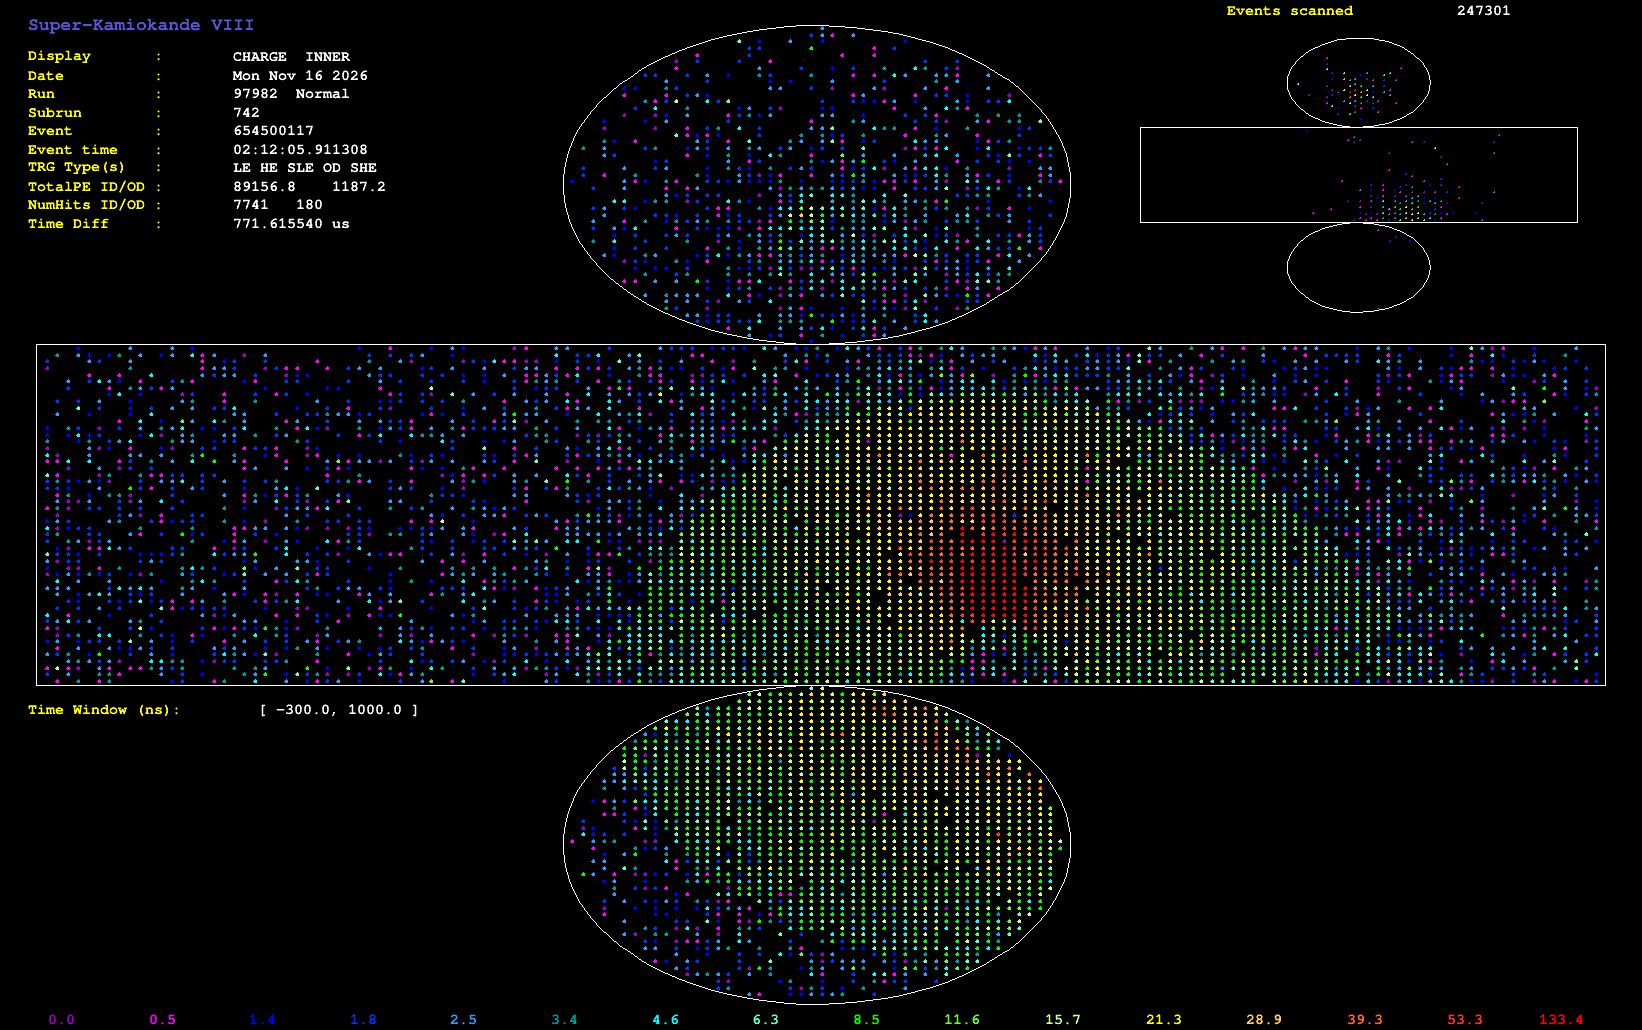 Super-Kamiokande VIII
Events scanned 247301
Display : CHARGE INNER
Date : Mon Nov 16 2026
Run : 97982 Normal
Subrun : 742
Event : 654500117
Event time : 02:12:05.911308
TRG Type(s) : LE HE SLE OD SHE
TotalPE ID/OD : 89156.8 1187.2
NumHits ID/OD : 7741 180
Time Diff : 771.615540 us
Time Window (ns): [ -300.0, 1000.0 ]
0.0 0.5 1.4 1.8 2.5 3.4 4.6 6.3 8.5 11.6 15.7 21.3 28.9 39.3 53.3 133.4